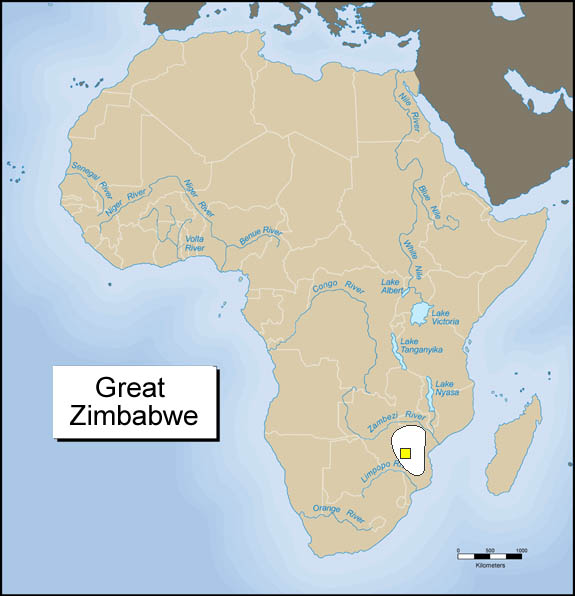 Nile River
Senegal River
Niger River
Niger River
Blue Nile
Volta
River
Benue River
White Nile
Lake
Albert
Congo River
Lake
Victoria
Lake
Tanganyika
Great
Zimbabwe
Lake
Nyasa
Zambezi River
Limpopo
Orange River
0 500 1000
Kilometers